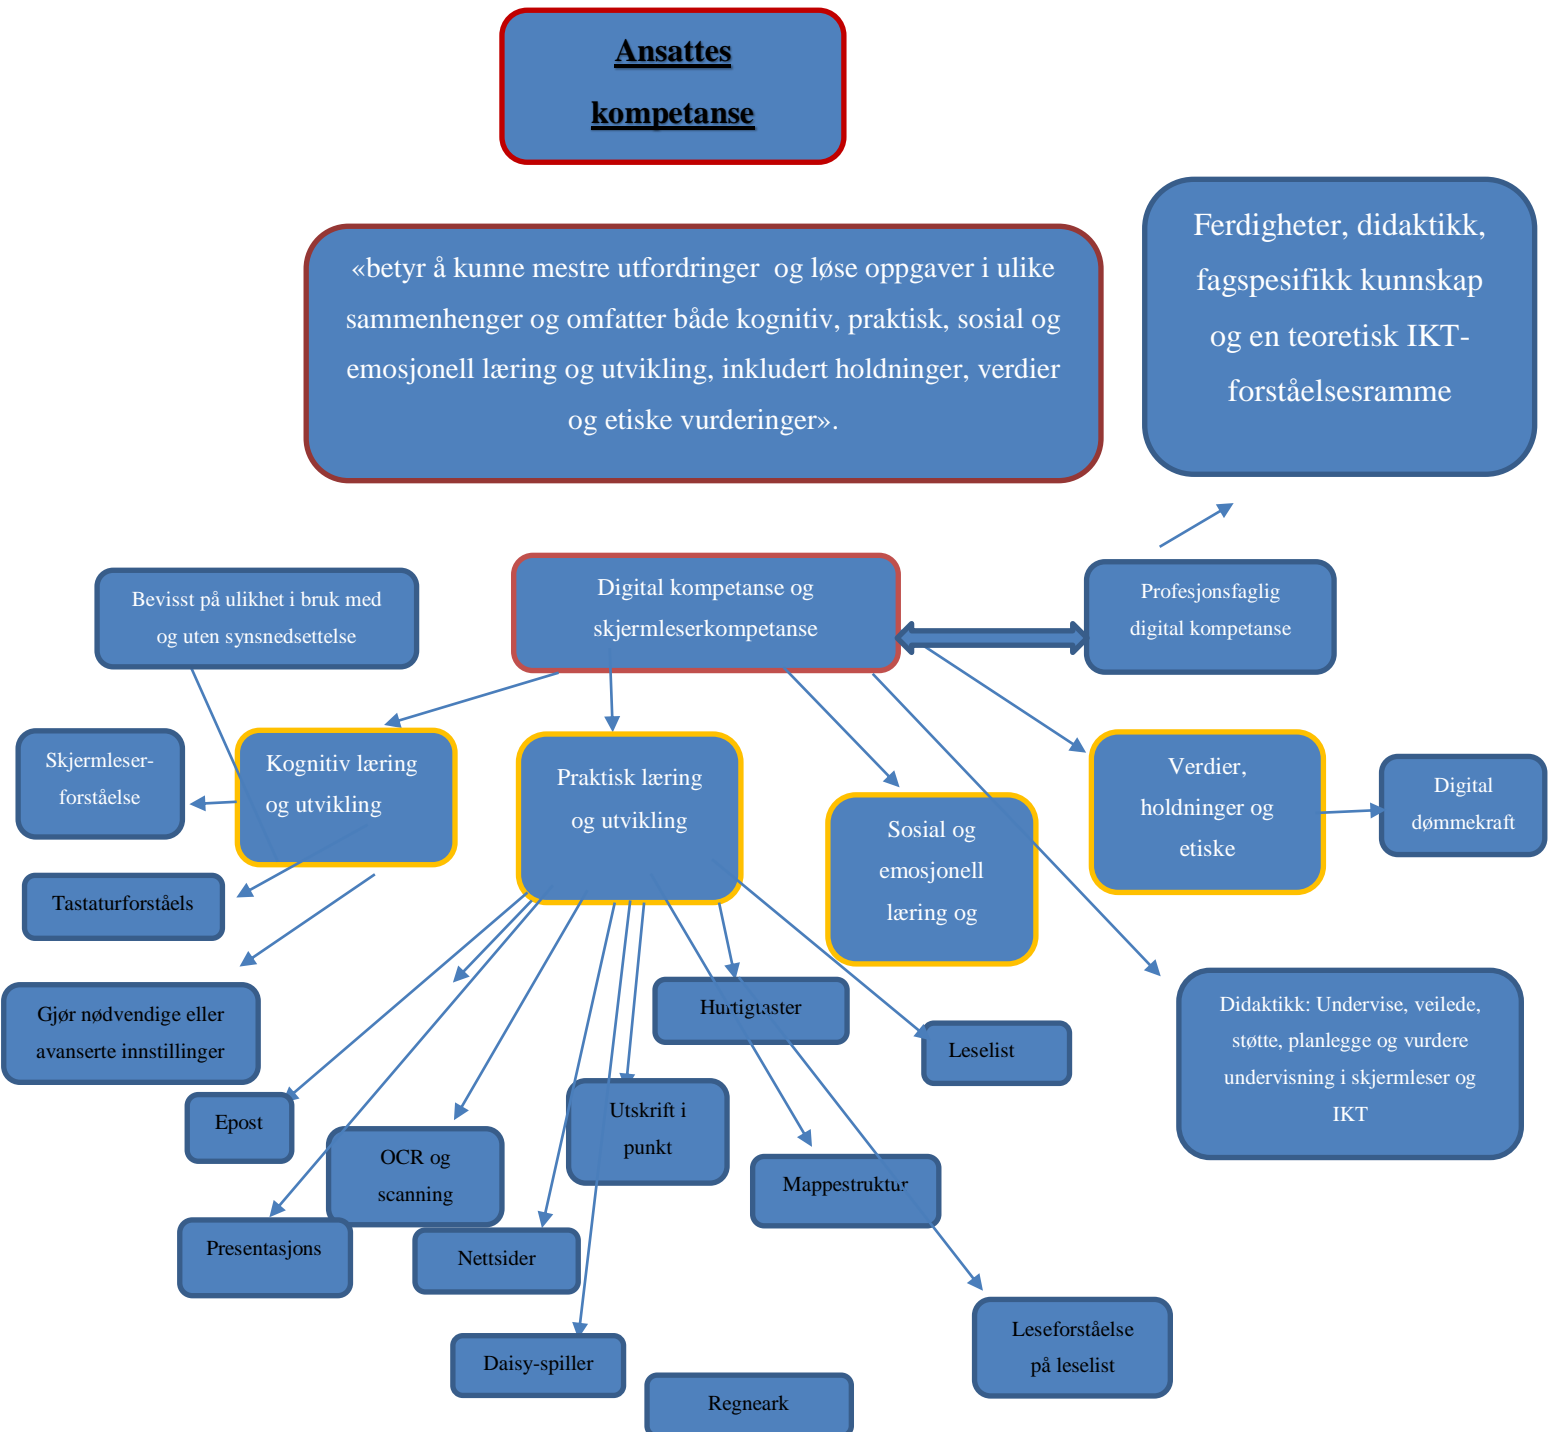 Ansattes
kompetanse
Ferdigheter, didaktikk,
fagspesifikk kunnskap
og en teoretisk IKT-
forståelsesramme
«betyr å kunne mestre utfordringer  og løse oppgaver i ulike
sammenhenger og omfatter både kognitiv, praktisk, sosial og
emosjonell læring og utvikling, inkludert holdninger, verdier
og etiske vurderinger».
Bevisst på ulikhet i bruk med
og uten synsnedsettelse
Digital kompetanse og
skjermleserkompetanse
Profesjonsfaglig
digital kompetanse
Skjermleser-
forståelse
Kognitiv læring
og utvikling
Praktisk læring
og utvikling
Sosial og
emosjonell
læring og
Verdier,
holdninger og
etiske
Digital
dømmekraft
Tastaturforståels
Gjør nødvendige eller
avanserte innstillinger
Hurtigtaster
Leselist
Didaktikk: Undervise, veilede,
støtte, planlegge og vurdere
undervisning i skjermleser og
IKT
Epost
OCR og
scanning
Utskrift i
punkt
Mappestruktur
Presentasjons
Nettsider
Daisy-spiller
Leseforståelse
på leselist
Regneark